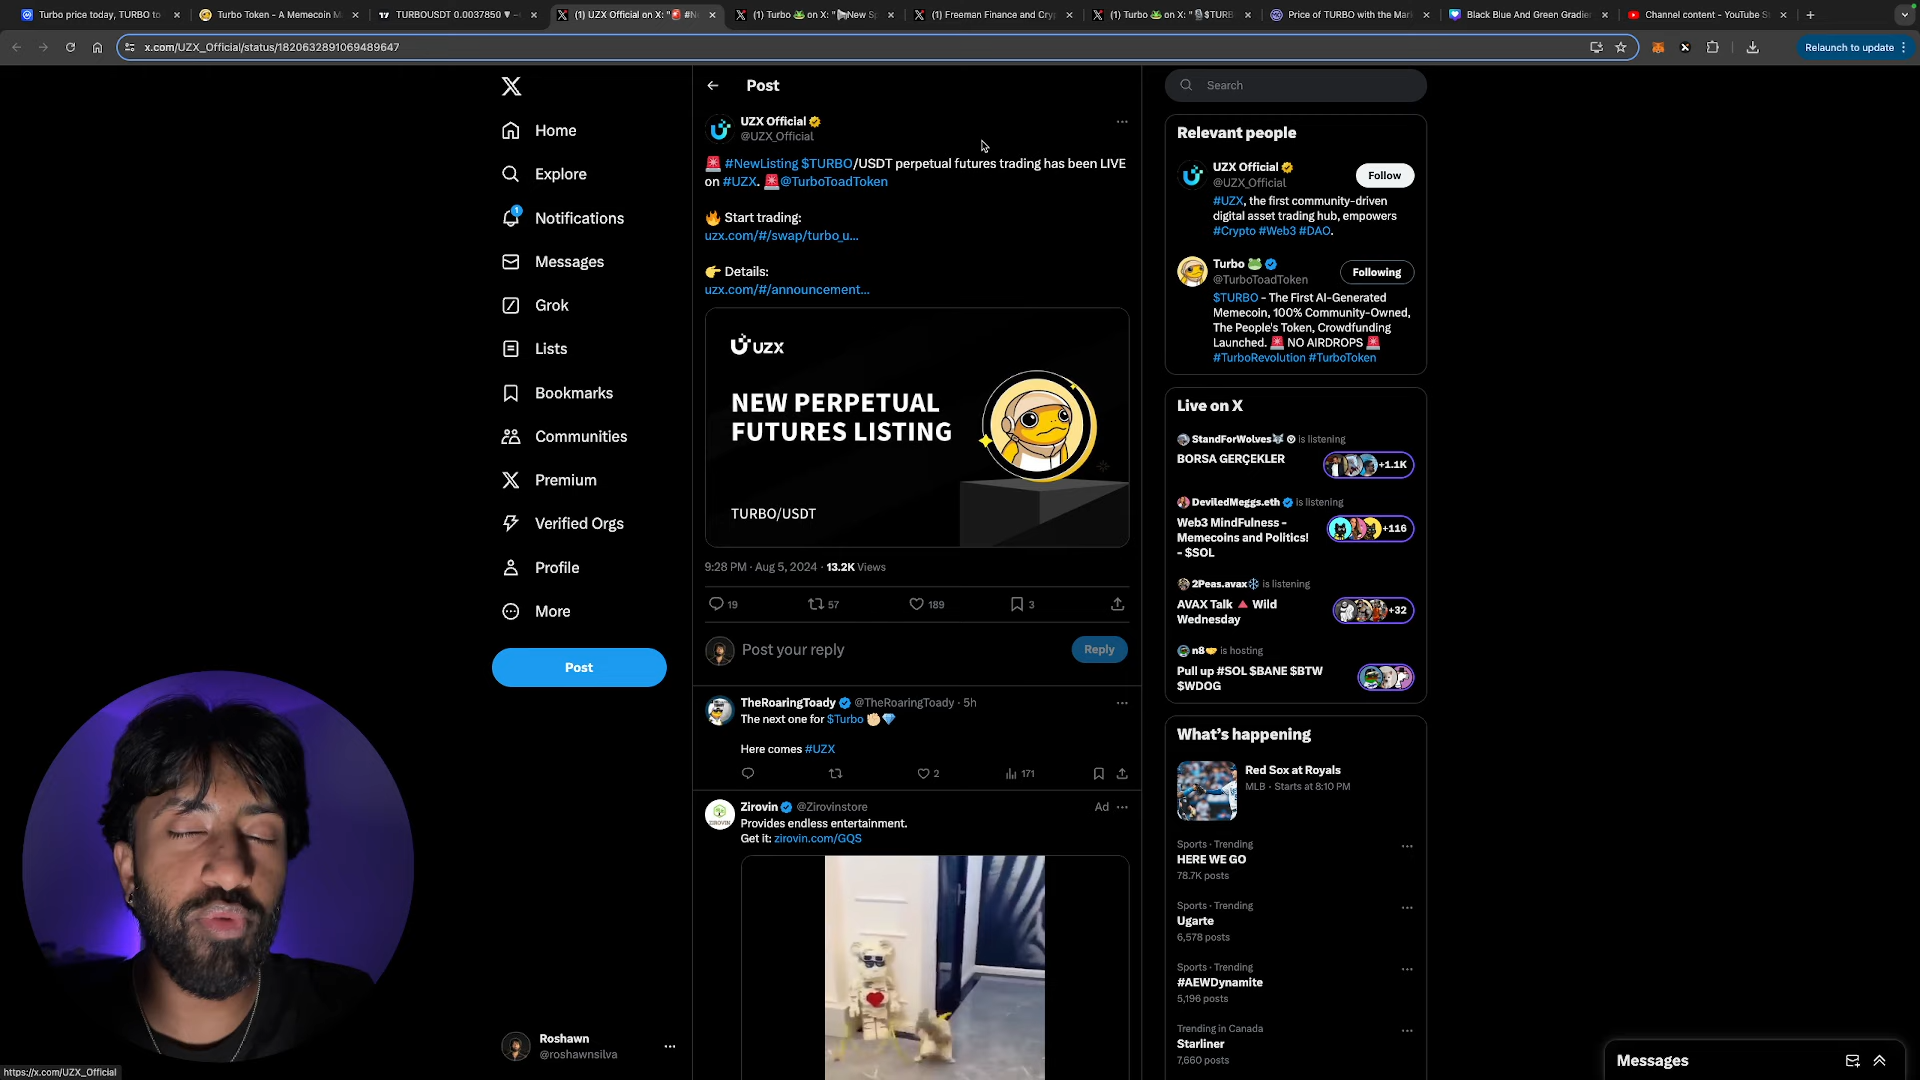 Turbo price today, TURBO to
Turbo Token - A Memecoin M
TURBOUSDT 0.0037850 ▼ −
(1) UZX Official on X: "🚨 #N
(1) Turbo 🐸 on X: "
New Sp
(1) Freeman Finance and Cry
(1) Turbo 🐸 on X: "
$TURB
Price of TURBO with the Mar
Black Blue And Green Gradie
Channel content - YouTube S
x.com/UZX_Official/status/1820632891069489647
Relaunch to update
Home
Explore
1
Notifications
Messages
Grok
Lists
Bookmarks
Communities
Premium
Verified Orgs
Profile
More
Post
Roshawn
@roshawnsilva
https://x.com/UZX_Official
Post
UZX Official
@UZX_Official
🚨 #NewListing $TURBO/USDT perpetual futures trading has been LIVE
on #UZX. 🚨@TurboToadToken
🔥 Start trading:
uzx.com/#/swap/turbo_u…
👉 Details:
uzx.com/#/announcement…
UZX
NEW PERPETUAL
FUTURES LISTING
TURBO/USDT
9:28 PM · Aug 5, 2024 · 13.2K Views
19
57
189
3
Post your reply
Reply
TheRoaringToady @TheRoaringToady · 5h
The next one for $Turbo ✊🏻💎
Here comes #UZX
2
171
Zirovin @Zirovinstore
Ad
Provides endless entertainment.
Get it: zirovin.com/GQS
Search
Relevant people
UZX Official
@UZX_Official
Follow
#UZX, the first community-driven
digital asset trading hub, empowers
#Crypto #Web3 #DAO.
Turbo 🐸
@TurboToadToken
Following
$TURBO - The First AI-Generated
Memecoin, 100% Community-Owned,
The People's Token, Crowdfunding
Launched. 🚨 NO AIRDROPS 🚨
#TurboRevolution #TurboToken
Live on X
StandForWolves is listening
BORSA GERÇEKLER
+1.1K
DeviledMeggs.eth is listening
Web3 MindFulness -
Memecoins and Politics!
- $SOL
+116
2Peas.avax❄️ is listening
AVAX Talk 🔺 Wild
Wednesday
+32
n8🤝 is hosting
Pull up #SOL $BANE $BTW
$WDOG
What's happening
Red Sox at Royals
MLB · Starts at 8:10 PM
Sports · Trending
HERE WE GO
78.7K posts
Sports · Trending
Ugarte
6,578 posts
Sports · Trending
#AEWDynamite
5,196 posts
Trending in Canada
Starliner
7,660 posts
Messages